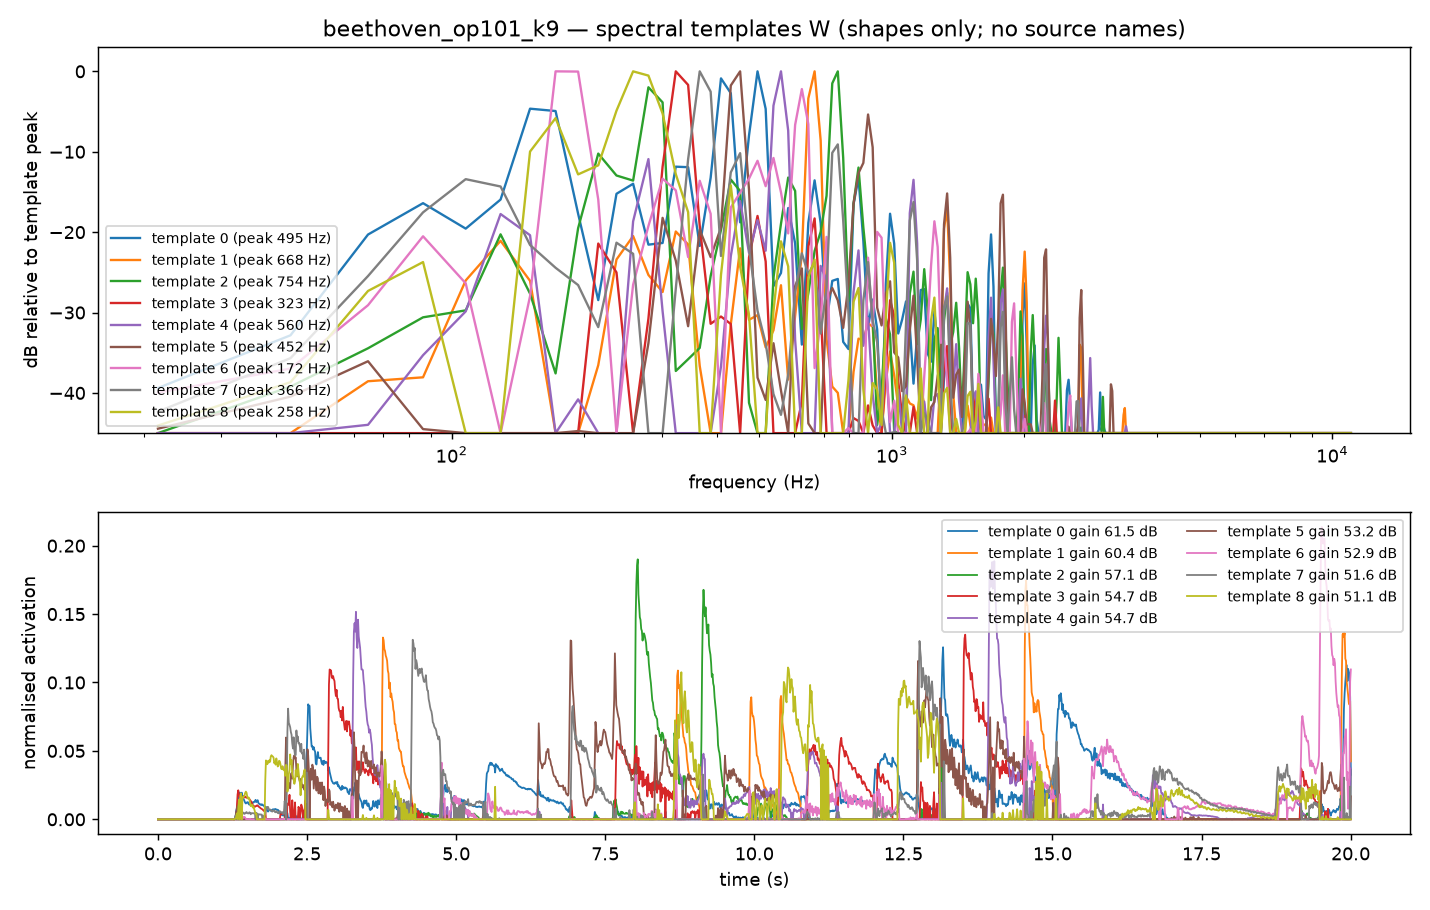 beethoven_op101_k9 — spectral templates W (shapes only; no source names)
dB relative to template peak
0
−10
−20
−30
−40
template 0 (peak 495 Hz)
template 1 (peak 668 Hz)
template 2 (peak 754 Hz)
template 3 (peak 323 Hz)
template 4 (peak 560 Hz)
template 5 (peak 452 Hz)
template 6 (peak 172 Hz)
template 7 (peak 366 Hz)
template 8 (peak 258 Hz)
10² 10³ 10⁴
frequency (Hz)
normalised activation
0.20
0.15
0.10
0.05
0.00
template 0 gain 61.5 dB
template 1 gain 60.4 dB
template 2 gain 57.1 dB
template 3 gain 54.7 dB
template 4 gain 54.7 dB
template 5 gain 53.2 dB
template 6 gain 52.9 dB
template 7 gain 51.6 dB
template 8 gain 51.1 dB
0.0 2.5 5.0 7.5 10.0 12.5 15.0 17.5 20.0
time (s)